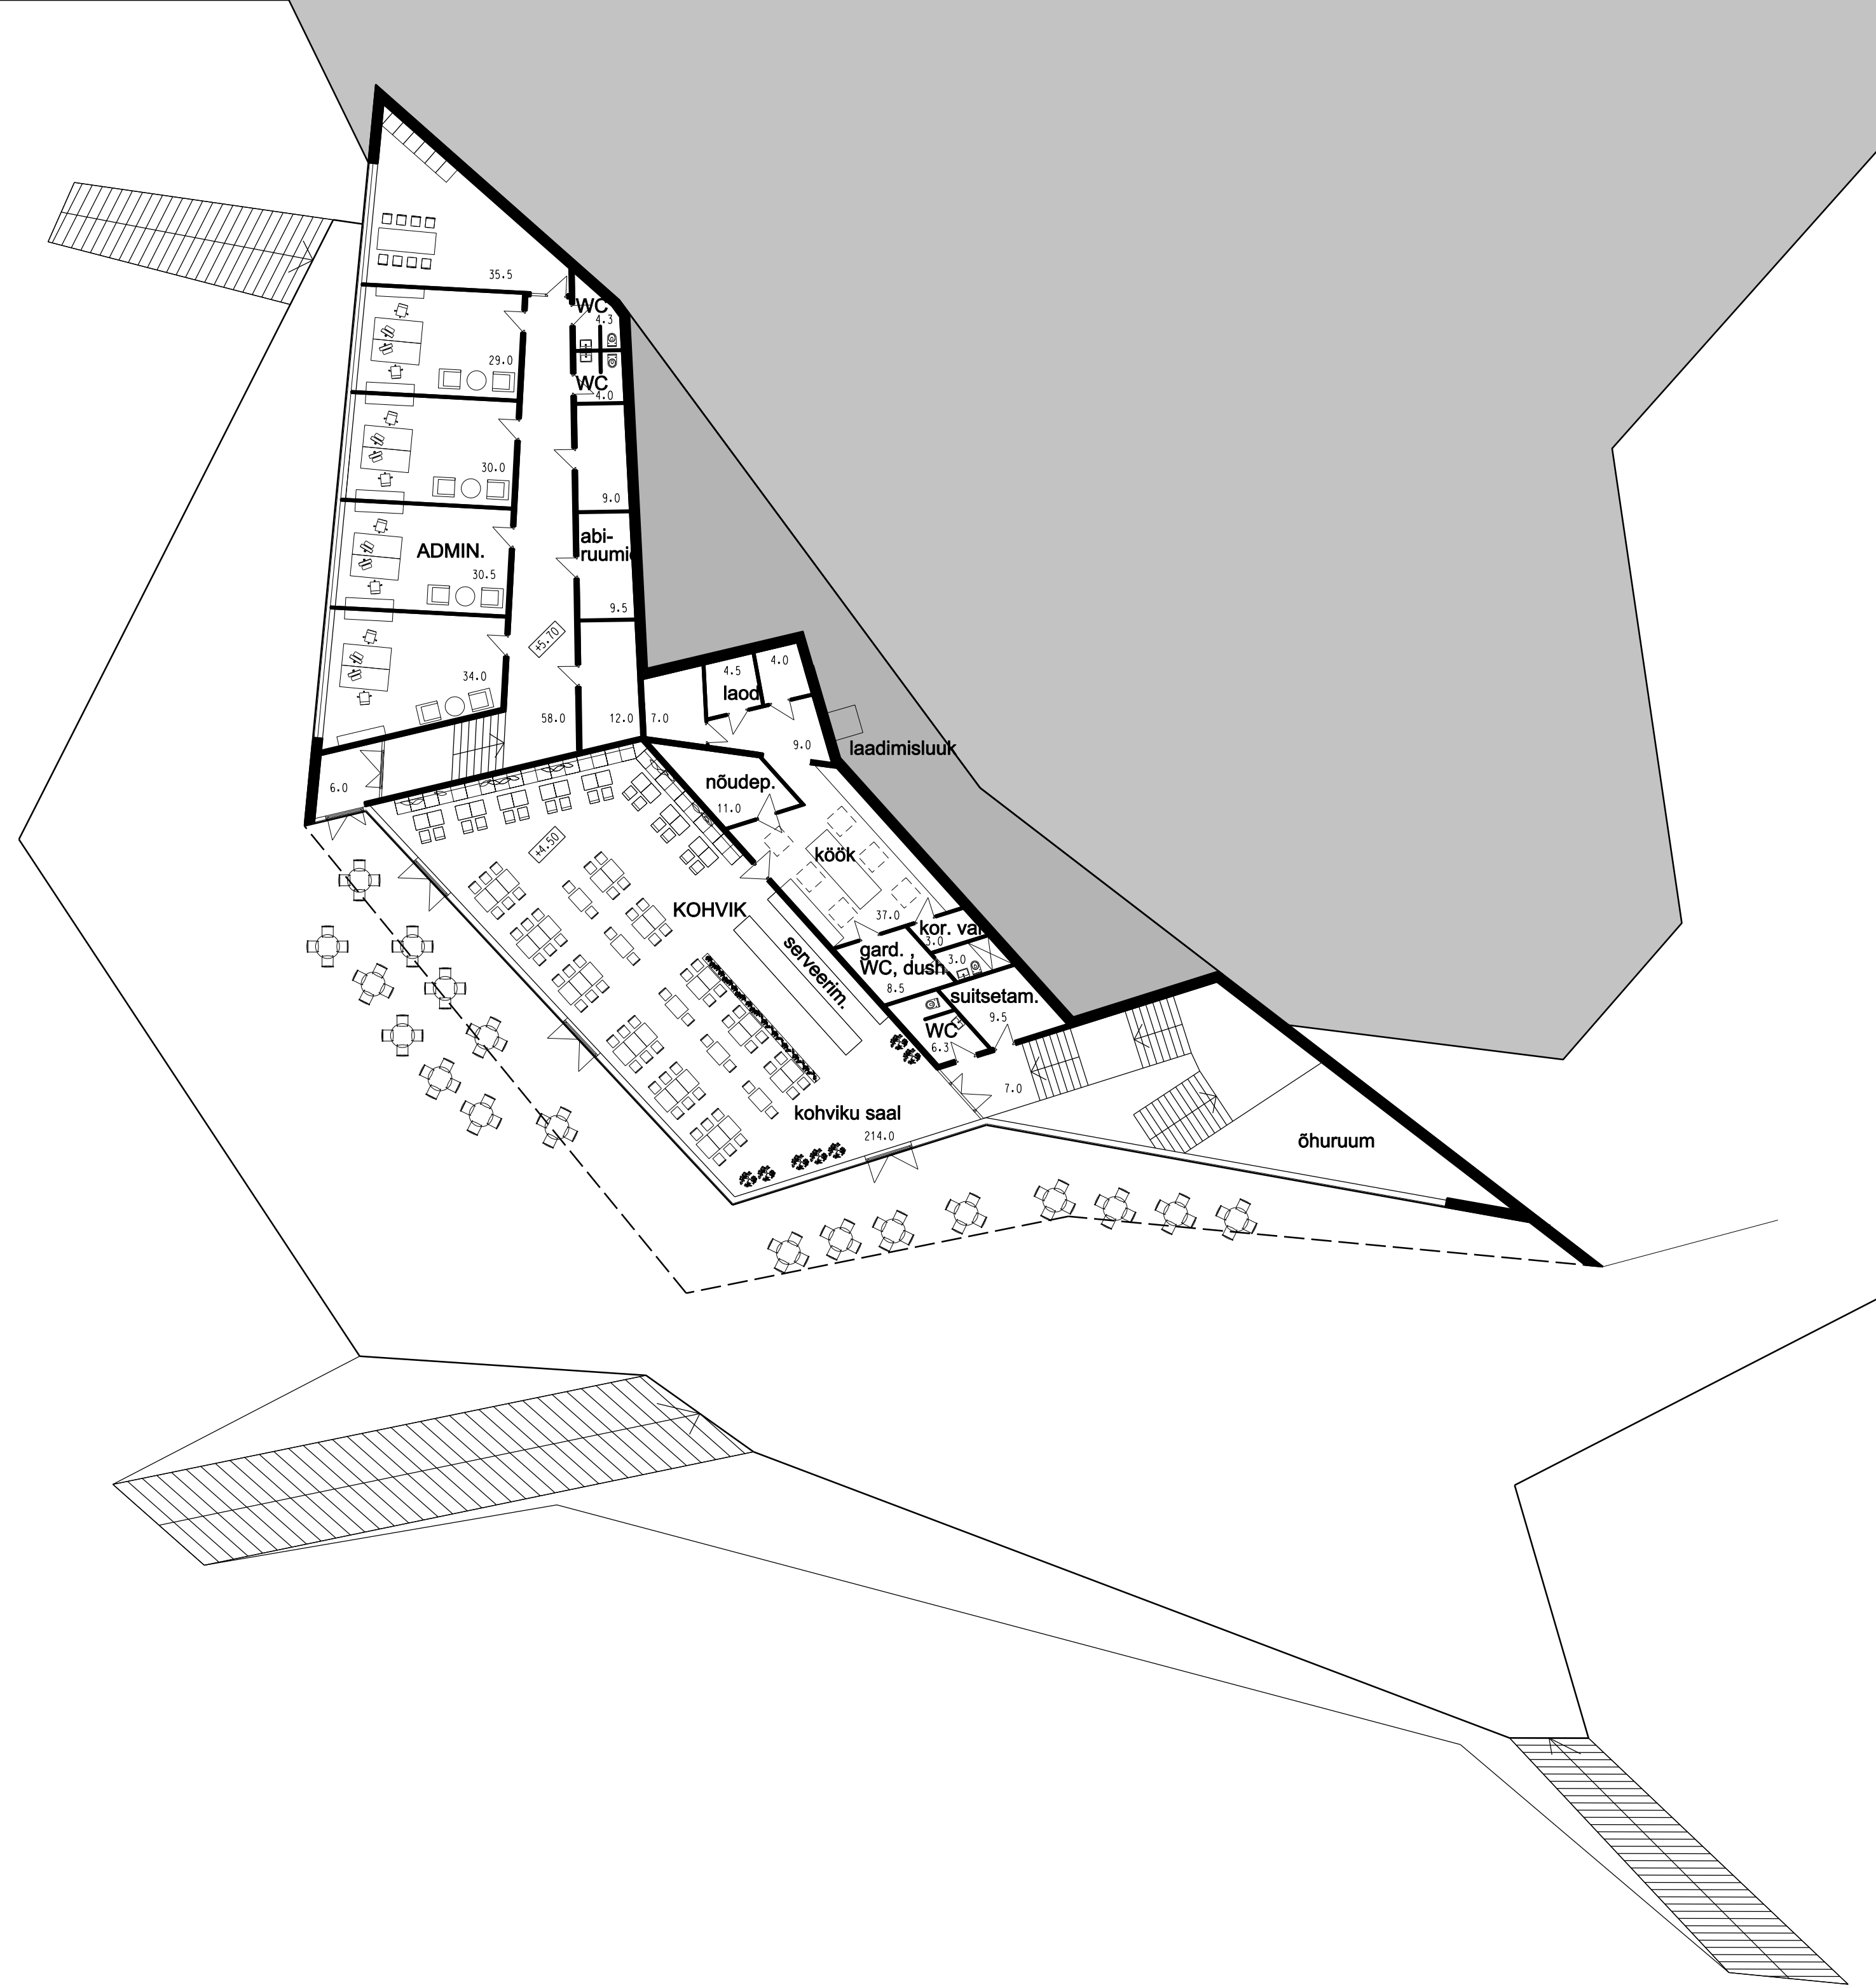 35.5
WC
4.3
29.0
WC
4.0
30.0
9.0
abi-
ruumi
ADMIN.
30.5
9.5
+5.70
34.0
58.0
12.0
7.0
4.5
4.0
laod
9.0
laadimisluuk
6.0
nõudep.
11.0
+4.50
köök
KOHVIK
37.0
kor. va
3.0
serveerim.
gard. ,
WC, dush
3.0
8.5
suitsetam.
9.5
WC
6.3
7.0
kohviku saal
214.0
õhuruum